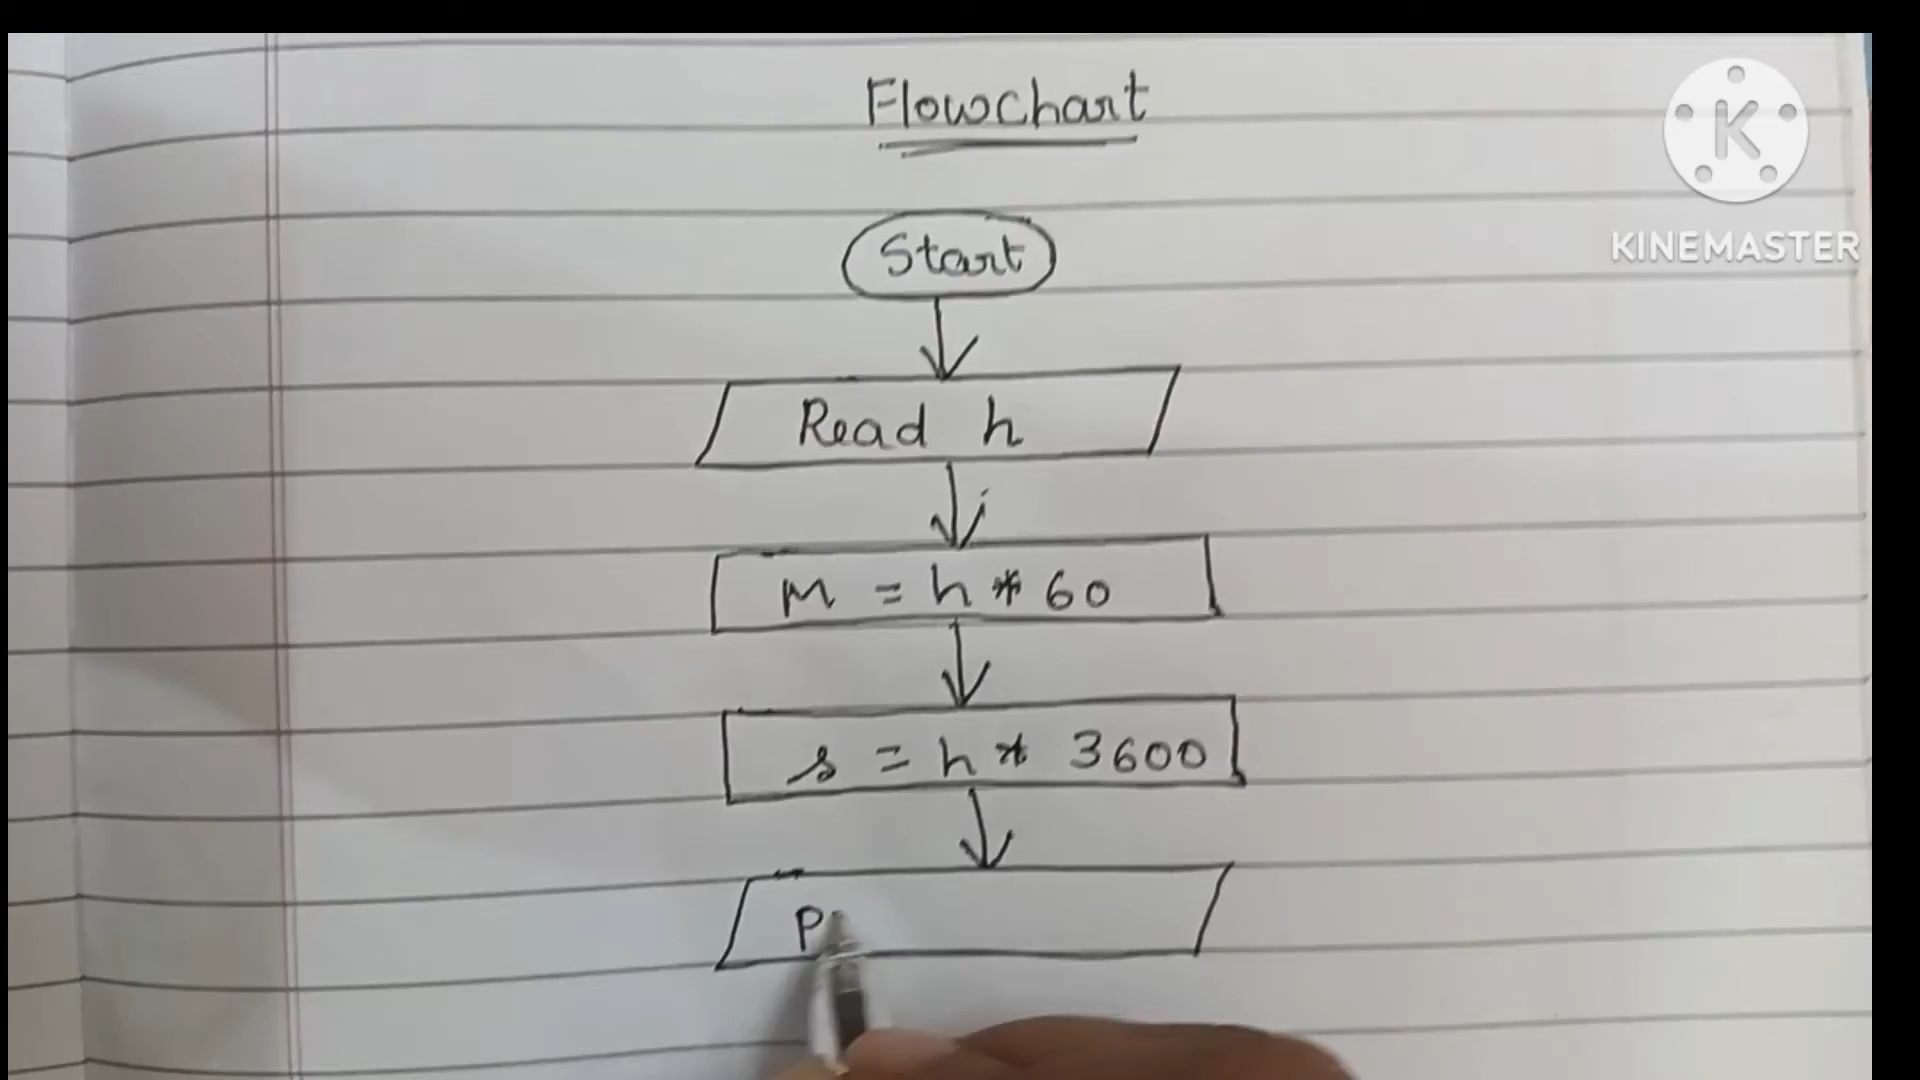 Flowchart
K
KINEMASTER
Start
Read h
M = h * 60
s = h * 3600